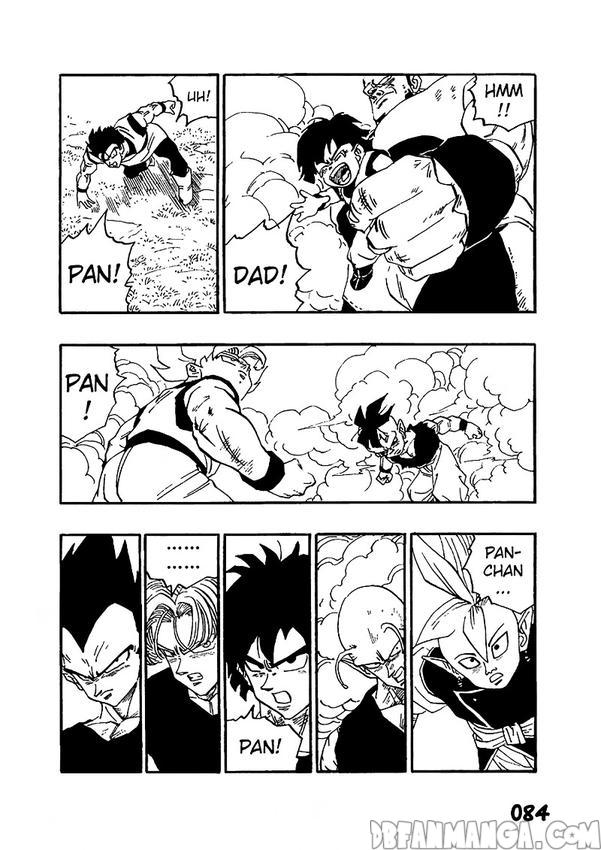 HMM
!!
DAD!
UH!
PAN!
PAN
!
PAN-
CHAN
...
PAN!
......
......
084
DBFANMANGA.COM